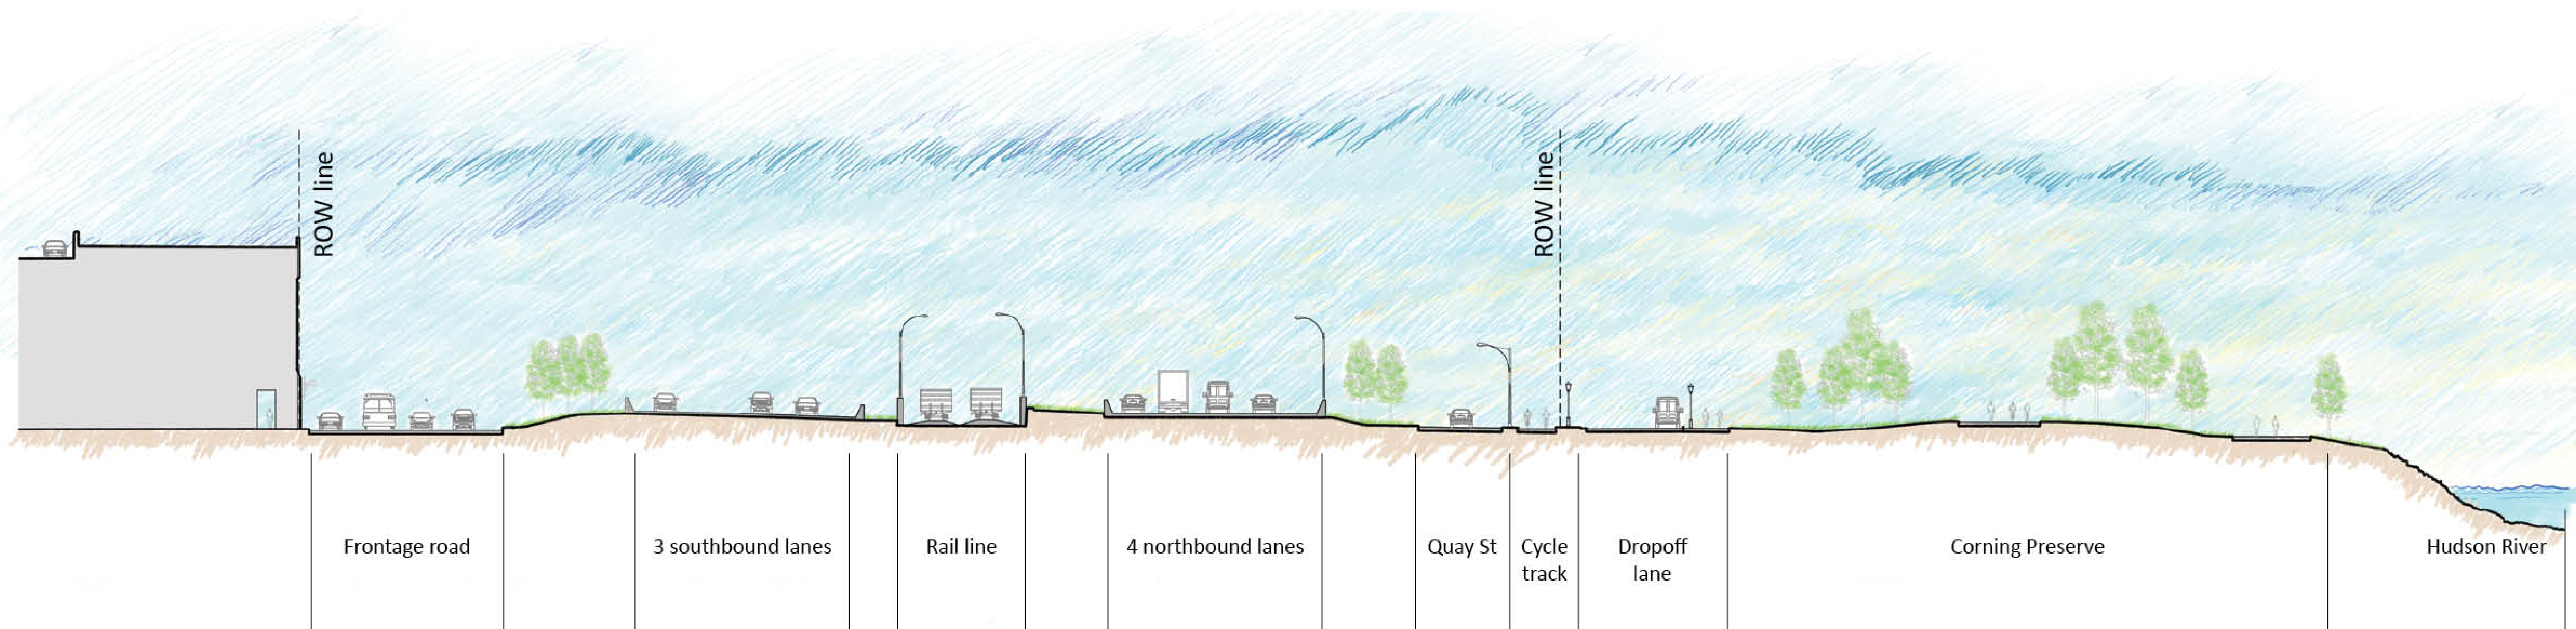 ROW line
ROW line
Frontage road
3 southbound lanes
Rail line
4 northbound lanes
Quay St
Cycle
track
Dropoff
lane
Corning Preserve
Hudson River